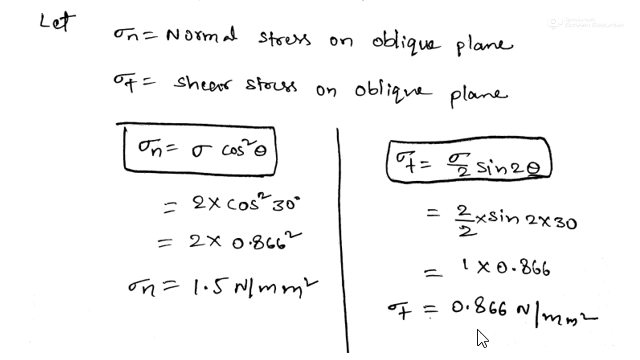 Let
σn = Normal stress on oblique plane
σt = shear stress on oblique plane
σn = σ cos²θ
= 2 × cos² 30°
= 2 × 0.866²
σn = 1.5 N/mm²
σt = σ/2 sin 2θ
= 2/2 × sin 2 × 30
= 1 × 0.866
σt = 0.866 N/mm²